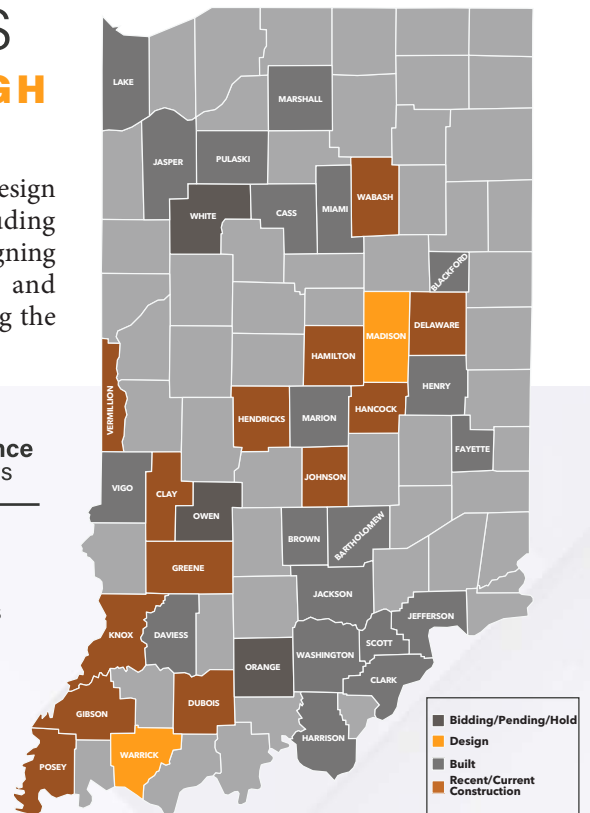 S
GH
esign
uding
gning
and
g the
nce
s
s
LAKE
MARSHALL
JASPER
PULASKI
WHITE
CASS
MIAMI
WABASH
BLACKFORD
MADISON
DELAWARE
HAMILTON
HENRY
VERMILLION
HENDRICKS
MARION
HANCOCK
FAYETTE
JOHNSON
VIGO
CLAY
OWEN
BROWN
BARTHOLOMEW
GREENE
JACKSON
JEFFERSON
KNOX
DAVIESS
SCOTT
WASHINGTON
ORANGE
CLARK
DUBOIS
GIBSON
HARRISON
WARRICK
POSEY
Bidding/Pending/Hold
Design
Built
Recent/Current
Construction